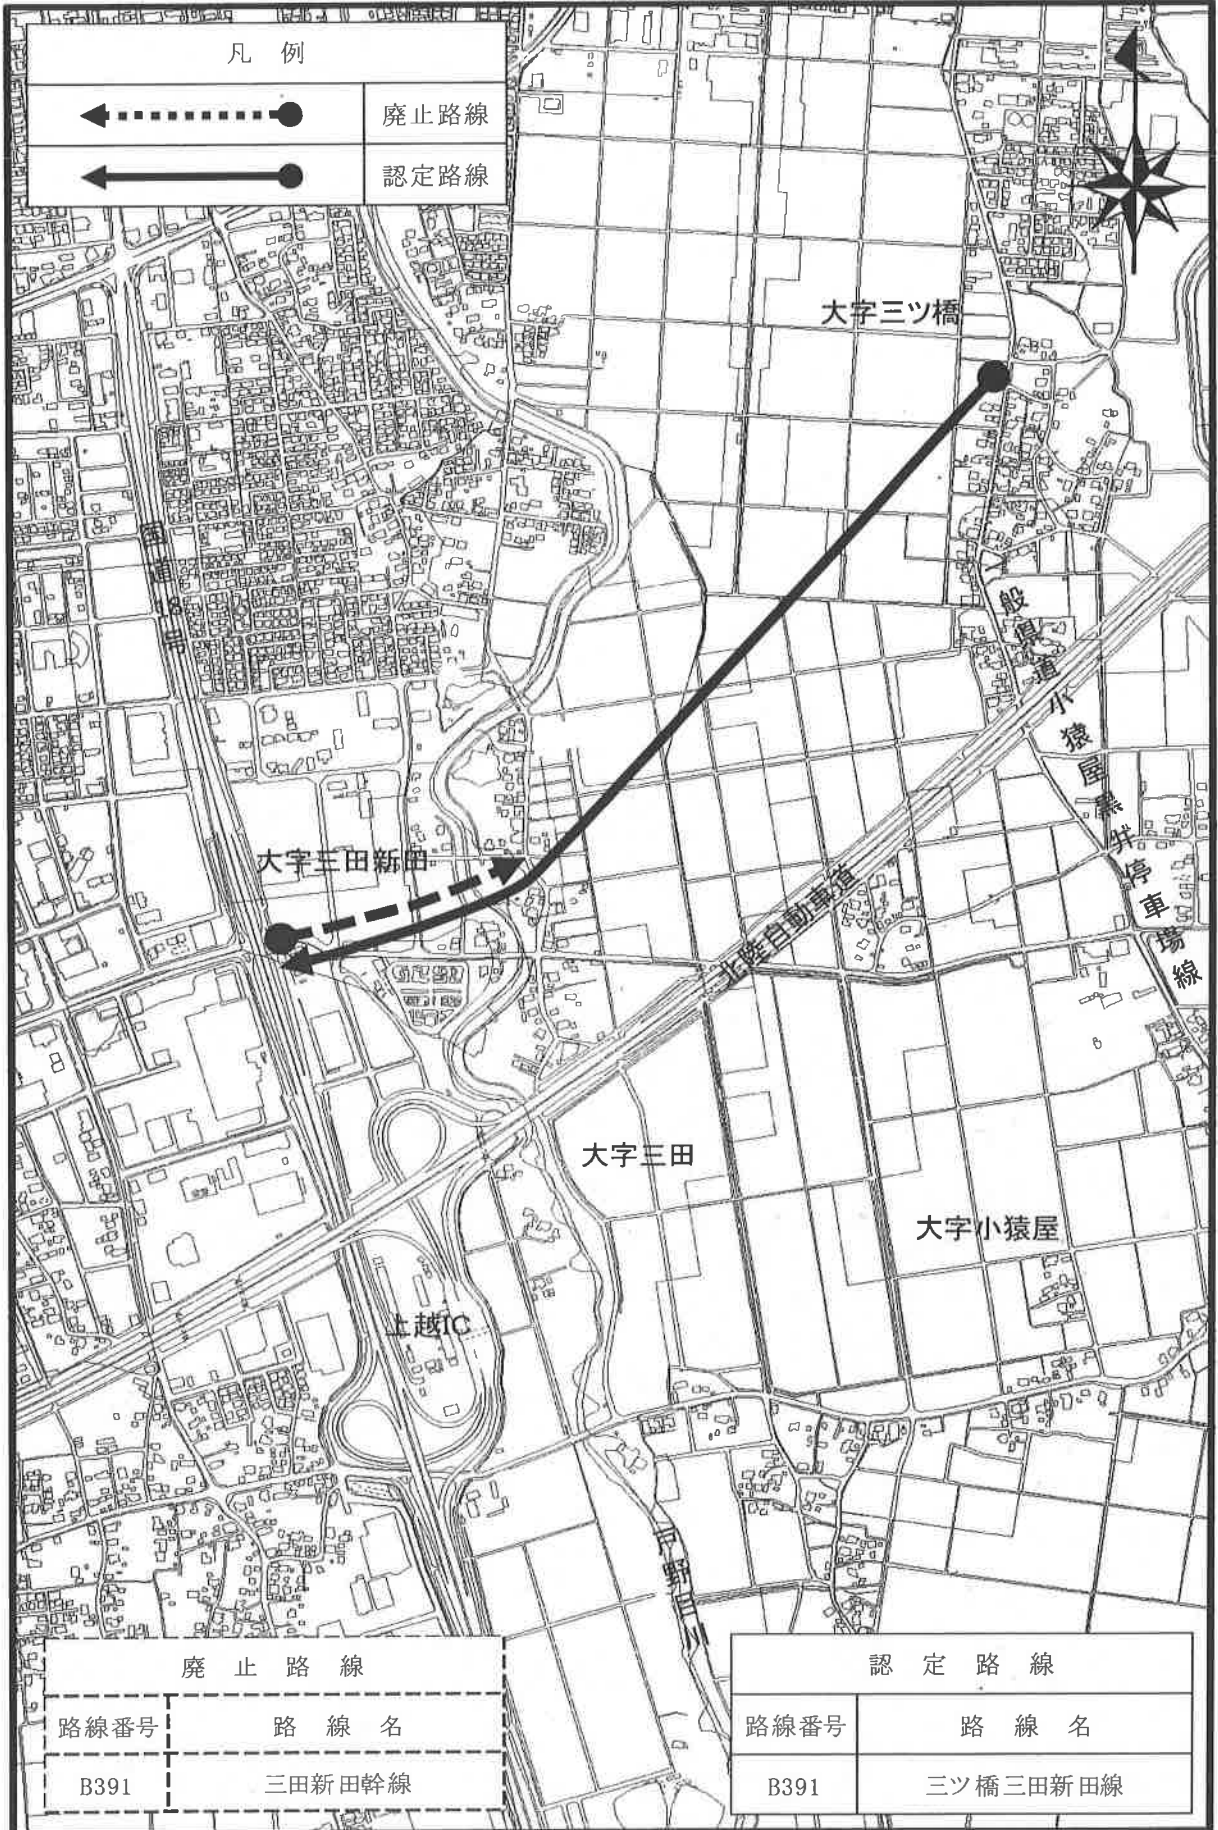 凡例
廃止路線
認定路線
大字三ツ橋
国道18号
一般県道小猿屋黒井停車場線
大字三田新田
北陸自動車道
大字三田
大字小猿屋
上越IC
戸野目川
廃止路線
路線番号 路線名
B391 三田新田幹線
認定路線
路線番号 路線名
B391 三ツ橋三田新田線